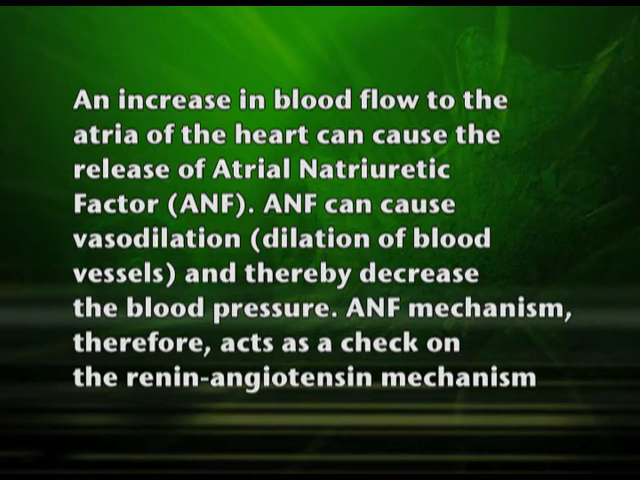 An increase in blood flow to the
atria of the heart can cause the
release of Atrial Natriuretic
Factor (ANF). ANF can cause
vasodilation (dilation of blood
vessels) and thereby decrease
the blood pressure. ANF mechanism,
therefore, acts as a check on
the renin-angiotensin mechanism